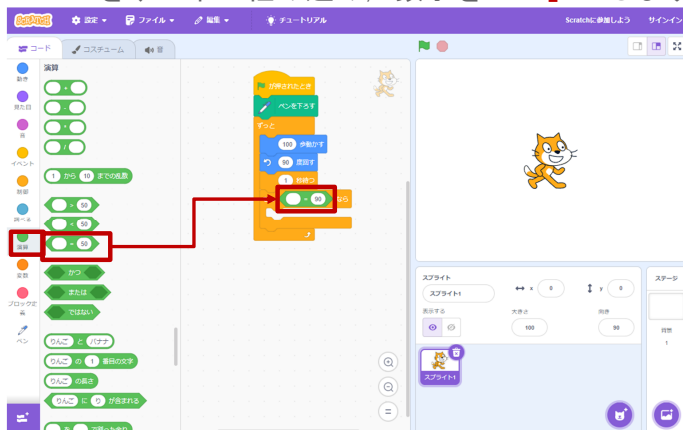 SCRATCH 設定 ファイル 編集 チュートリアル Scratchに参加しよう サインイン
コード コスチューム 音
動き
見た目
音
イベント
制御
調べる
演算
変数
ブロック定義
ペン
演算
+
-
*
/
1 から 10 までの乱数
> 50
< 50
= 50
かつ
または
ではない
りんご と バナナ
りんご の 1 番目の文字
りんご の長さ
りんご に り が含まれる
が押されたとき
ペンを下ろす
ずっと
100 歩動かす
90 度回す
1 秒待つ
= 90 なら
スプライト
スプライト1
x 0
y 0
表示する
大きさ
100
向き
90
スプライト1
ステージ
背景
1